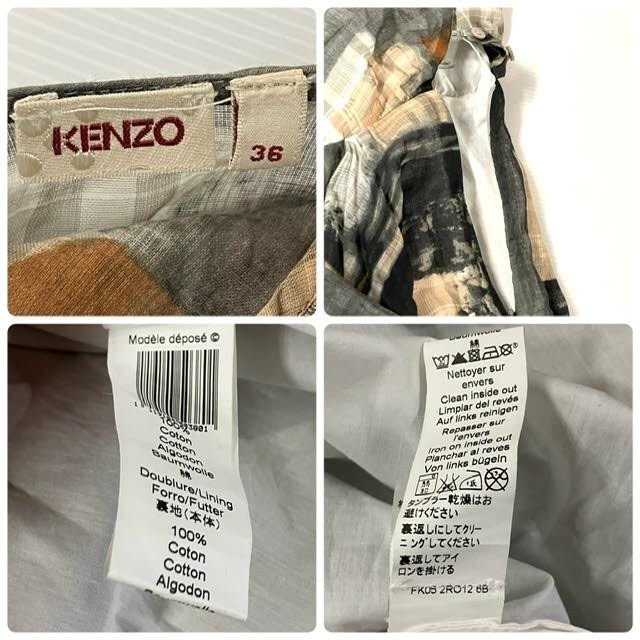 KENZO
36
Modèle déposé ©
100%
Coton
Cotton
Algodon
Baumwolle
綿
Doublure/Lining
Forro/Futter
裏地(本体)
100%
Coton
Cotton
Algodon
Baumwolle
綿
Nettoyer sur
envers
Clean inside out
Limpiar del revés
Auf links reinigen
Repasser sur
l'envers
Iron on inside out
Planchar al revés
Von links bügeln
タンブラー乾燥はお
避けください
裏返しにしてクリー
ニングしてください
裏返してアイ
ロンを掛ける
FK05 2RO12 6B